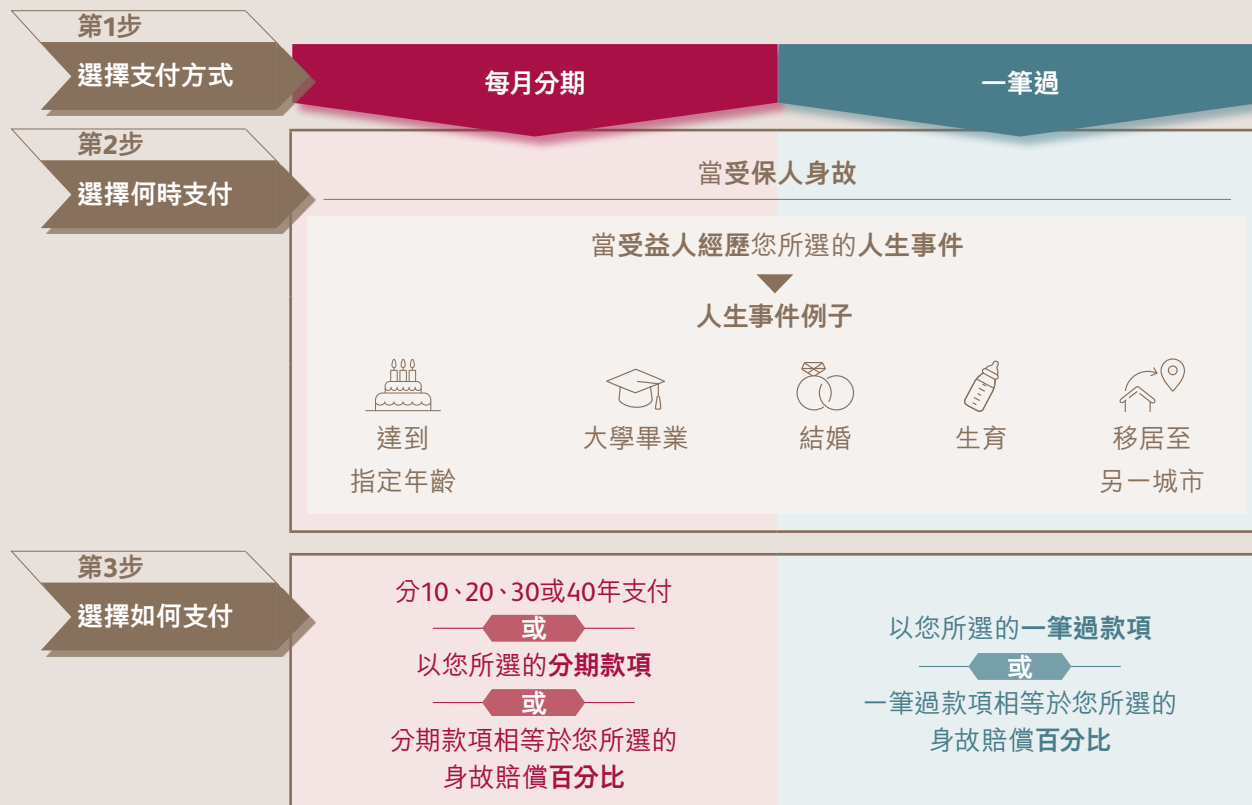 第1步
選擇支付方式
每月分期
一筆過
第2步
選擇何時支付
當受保人身故
當受益人經歷您所選的人生事件
人生事件例子
達到
指定年齡
大學畢業
結婚
生育
移居至
另一城市
第3步
選擇如何支付
分10、20、30或40年支付
或
以您所選的分期款項
或
分期款項相等於您所選的
身故賠償百分比
以您所選的一筆過款項
或
一筆過款項相等於您所選的
身故賠償百分比